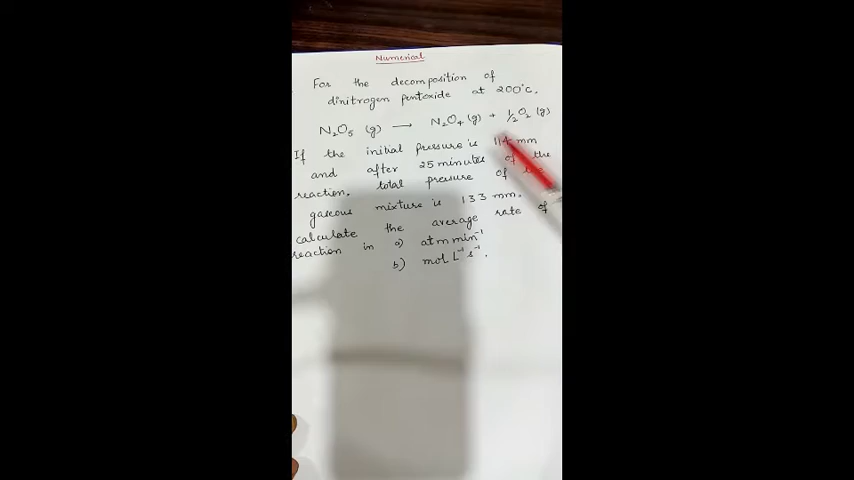 Numerical
For the decomposition of
dinitrogen pentoxide at 200°C.
N₂O₅ (g) → N₂O₄ (g) + ½ O₂ (g)
If the initial pressure is 114 mm
and after 25 minutes of the
reaction, total pressure of the
gaseous mixture is 133 mm.
calculate the average rate of
reaction in a) atm min⁻¹
b) mol L⁻¹ s⁻¹.